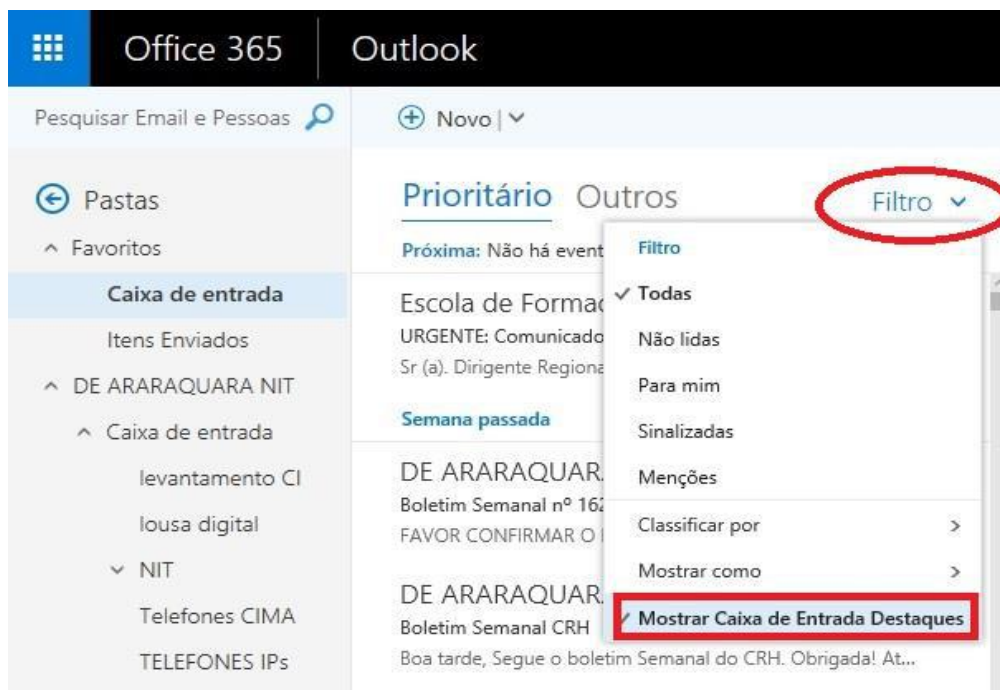 Office 365
Outlook
Pesquisar Email e Pessoas
Novo
Pastas
Favoritos
Caixa de entrada
Itens Enviados
DE ARARAQUARA NIT
Caixa de entrada
levantamento CI
lousa digital
NIT
Telefones CIMA
TELEFONES IPs
Prioritário Outros
Filtro
Próxima: Não há event
Escola de Formaç
URGENTE: Comunicado
Sr (a). Dirigente Regiona
Semana passada
DE ARARAQUAR
Boletim Semanal nº 162
FAVOR CONFIRMAR O
DE ARARAQUAR
Boletim Semanal CRH
Boa tarde, Segue o boletim Semanal do CRH. Obrigada! At...
Filtro
Todas
Não lidas
Para mim
Sinalizadas
Menções
Classificar por
Mostrar como
Mostrar Caixa de Entrada Destaques